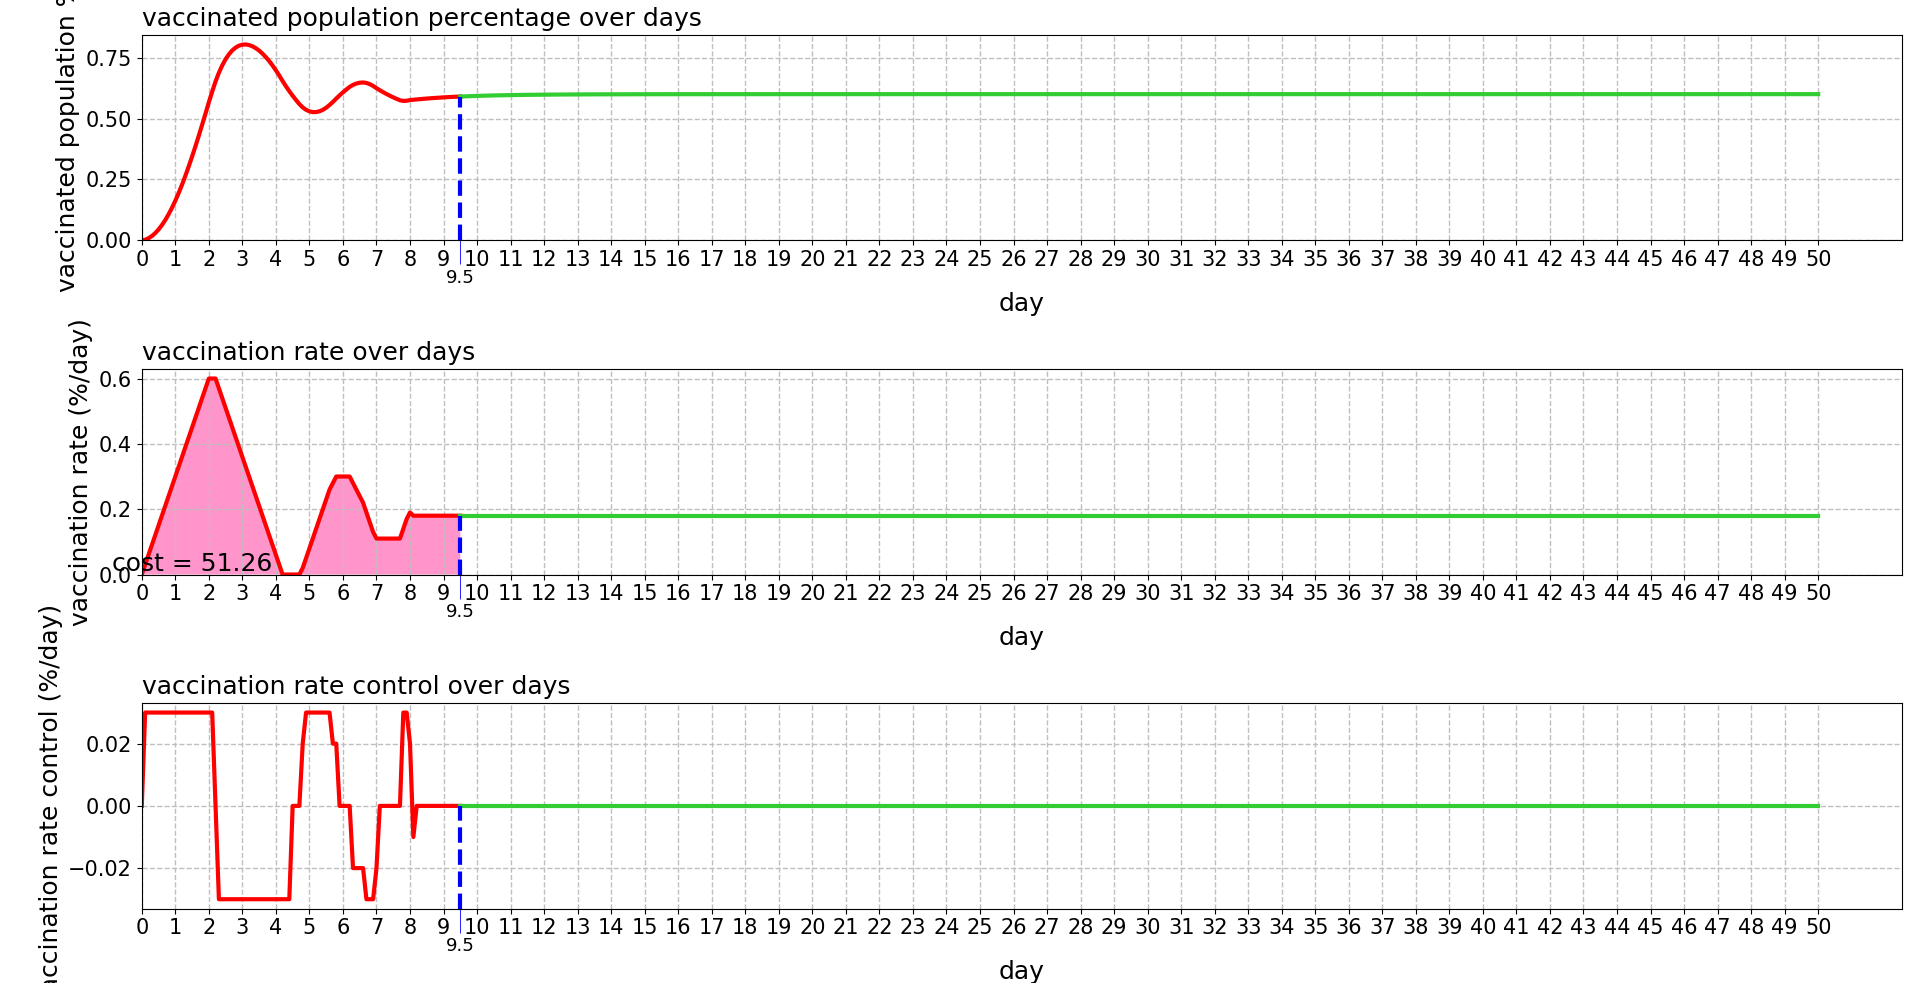 vaccinated population percentage over days
vaccinated population %
0.75
0.50
0.25
0.00
0 1 2 3 4 5 6 7 8 9 10 11 12 13 14 15 16 17 18 19 20 21 22 23 24 25 26 27 28 29 30 31 32 33 34 35 36 37 38 39 40 41 42 43 44 45 46 47 48 49 50
9.5
day
vaccination rate over days
vaccination rate (%/day)
0.6
0.4
0.2
0.0
cost = 51.26
0 1 2 3 4 5 6 7 8 9 10 11 12 13 14 15 16 17 18 19 20 21 22 23 24 25 26 27 28 29 30 31 32 33 34 35 36 37 38 39 40 41 42 43 44 45 46 47 48 49 50
9.5
day
vaccination rate control over days
accination rate control (%/day)
0.02
0.00
−0.02
0 1 2 3 4 5 6 7 8 9 10 11 12 13 14 15 16 17 18 19 20 21 22 23 24 25 26 27 28 29 30 31 32 33 34 35 36 37 38 39 40 41 42 43 44 45 46 47 48 49 50
9.5
day